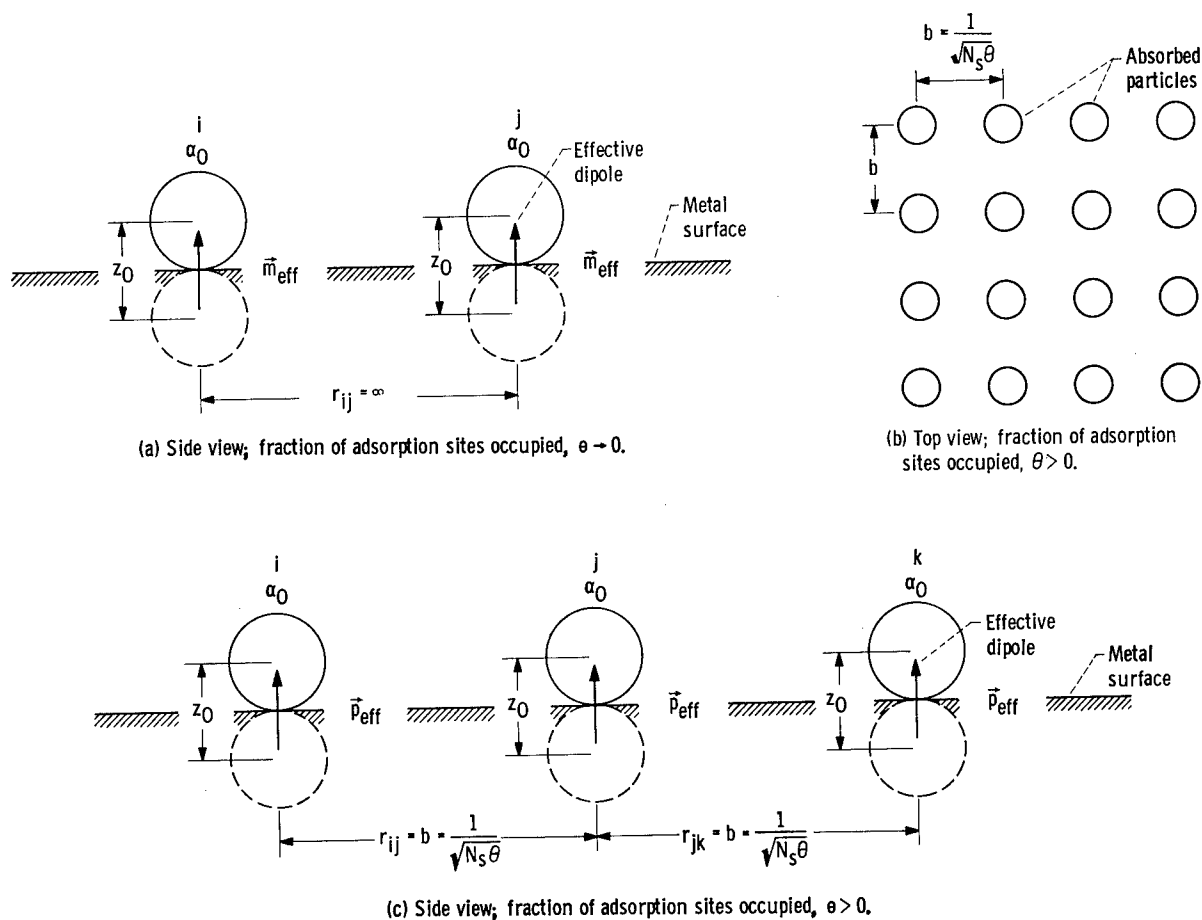 i
α₀
j
α₀
Effective
dipole
Metal
surface
z₀
m⃗eff
z₀
m⃗eff
rij = ∞
(a) Side view; fraction of adsorption sites occupied, θ → 0.
b = 1/√Nsθ
Absorbed
particles
b
(b) Top view; fraction of adsorption
sites occupied, θ > 0.
i
α₀
j
α₀
k
α₀
Effective
dipole
Metal
surface
z₀
p⃗eff
z₀
p⃗eff
z₀
p⃗eff
rij = b = 1/√Nsθ
rjk = b = 1/√Nsθ
(c) Side view; fraction of adsorption sites occupied, θ > 0.